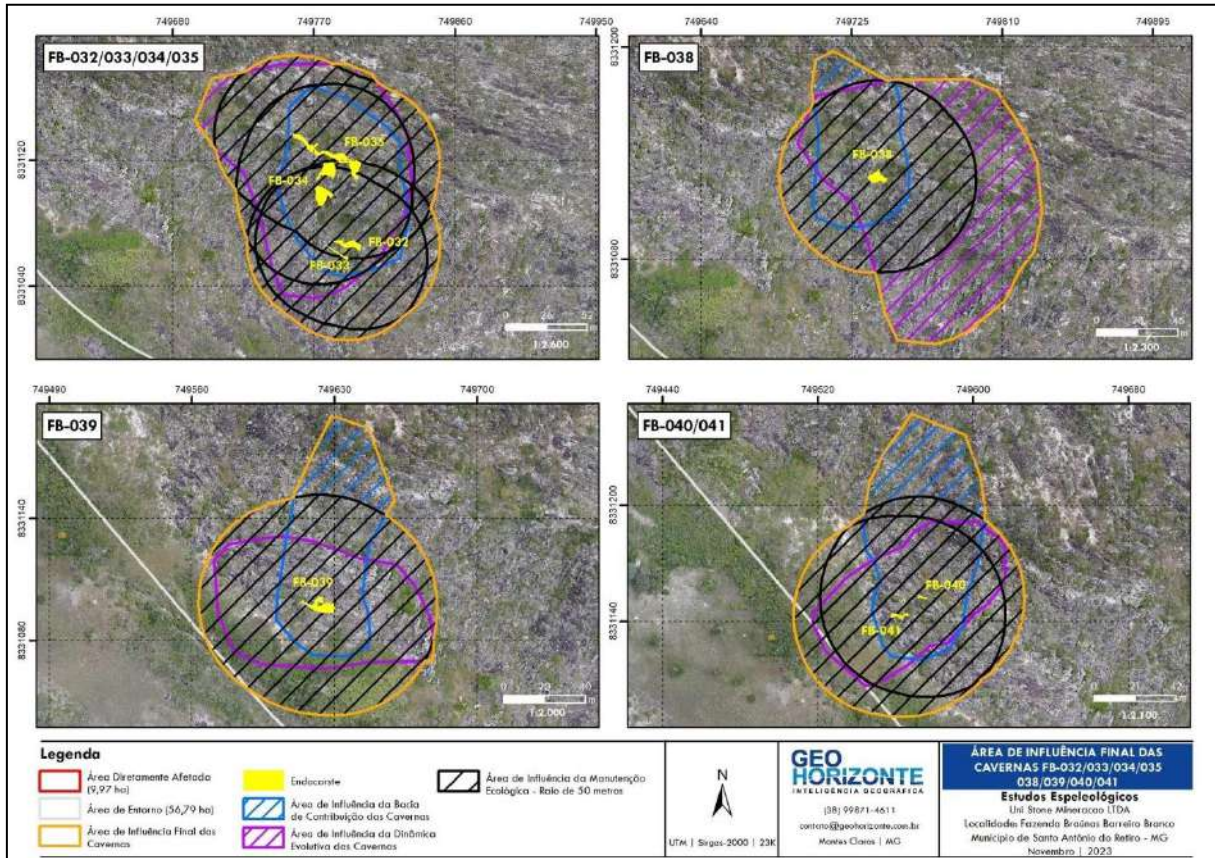 749680 749770 749860 749950
749640 749725 749810 749895
FB-032/033/034/035
FB-038
8331200
8331120
8331080
8331040
FB-035
FB-034
FB-032
FB-033
FB-038
0 26 52
m
1:2.600
0
m
1:2.300
749490 749560 749630 749700
749440 749520 749600 749680
FB-039
FB-040/041
8331140
8331080
8331200
8331140
FB-039
FB-040
FB-041
0 40
m
1:2.000
0
m
1:2.100
Legenda
Área Diretamente Afetada
(9,97 ha)
Área de Entorno (56,79 ha)
Área de Influência Final das
Cavernas
Endocarste
Área de Influência da Bacia
de Contribuição das Cavernas
Área de Influência da Dinâmica
Evolutiva das Cavernas
Área de Influência da Manutenção
Ecológica - Raio de 50 metros
N
UTM | Sirgas-2000 | 23K
GEO
HORIZONTE
INTELIGÊNCIA GEOGRÁFICA
(38) 99871-4611
contato@geohorizonte.com.br
Montes Claros | MG
ÁREA DE INFLUÊNCIA FINAL DAS
CAVERNAS FB-032/033/034/035
038/039/040/041
Estudos Espeleológicos
Uni Stone Mineracao LTDA
Localidade: Fazenda Braúnas Barreiro Branco
Município de Santo Antônio do Retiro - MG
Novembro | 2023